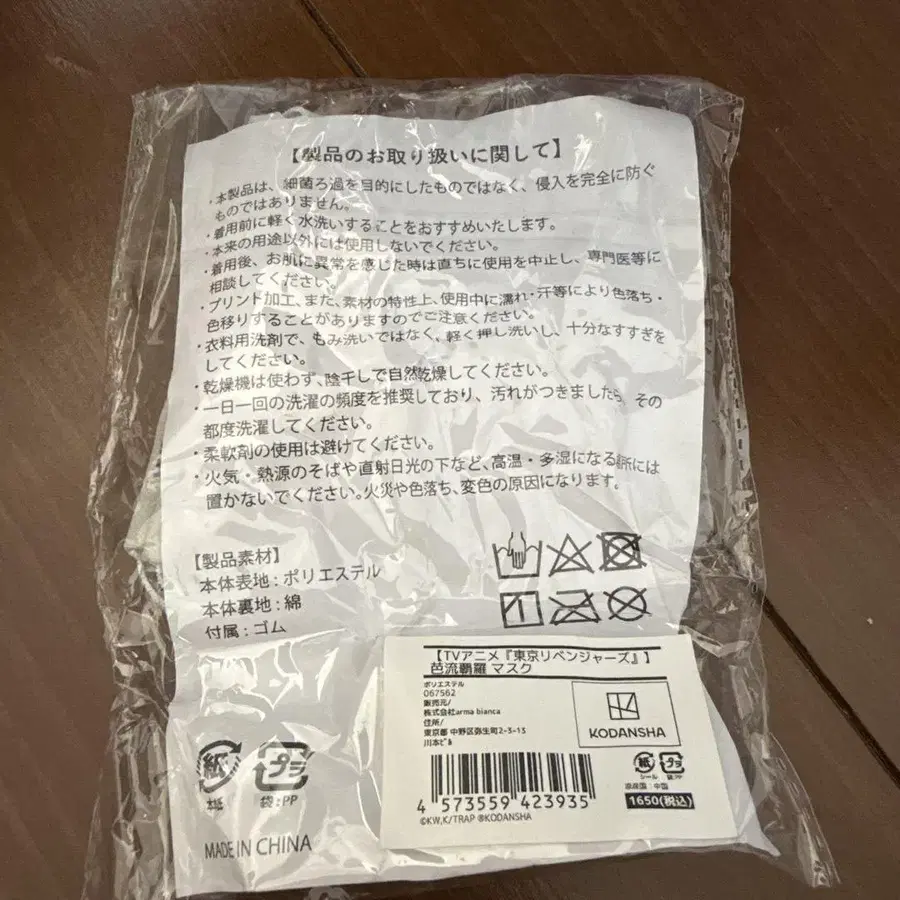 【製品のお取り扱いに関して】
・本製品は、細菌ろ過を目的にしたものではなく、侵入を完全に防ぐ
ものではありません。
・着用前に軽く水洗いすることをおすすめいたします。
・本来の用途以外には使用しないでください。
・着用後、お肌に異常を感じた時は直ちに使用を中止し、専門医等に
相談してください。
・プリント加工、また、素材の特性上、使用中に濡れ・汗等により色落ち・
色移りすることがありますのでご注意ください。
・衣料用洗剤で、もみ洗いではなく、軽く押し洗いし、十分なすすぎを
してください。
・乾燥機は使わず、陰干しで自然乾燥してください。
・一日一回の洗濯の頻度を推奨しており、汚れがつきましたら、その
都度洗濯してください。
・柔軟剤の使用は避けてください。
・火気・熱源のそばや直射日光の下など、高温・多湿になる場所には
置かないでください。火災や色落ち、変色の原因になります。
【製品素材】
本体表地:ポリエステル
本体裏地:綿
付属:ゴム
紙 プラ
本紙 袋:PP
MADE IN CHINA
【TVアニメ『東京リベンジャーズ』】
芭流覇羅 マスク
ポリエステル
067562
販売元/
株式会社arma bianca
住所/
東京都 中野区弥生町2-3-13
川本ビル
KODANSHA
紙 プラ
シール 袋:PP
原産国:中国
1650(税込)
4 573559 423935
©KW,K/TRAP ®KODANSHA